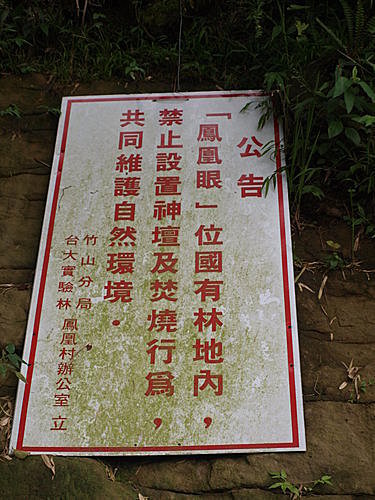 公告
「鳳凰眼」位國有林地內，
禁止設置神壇及焚燒行為，
共同維護自然環境．
竹山分局，
台大實驗林 鳳凰村辦公室 立